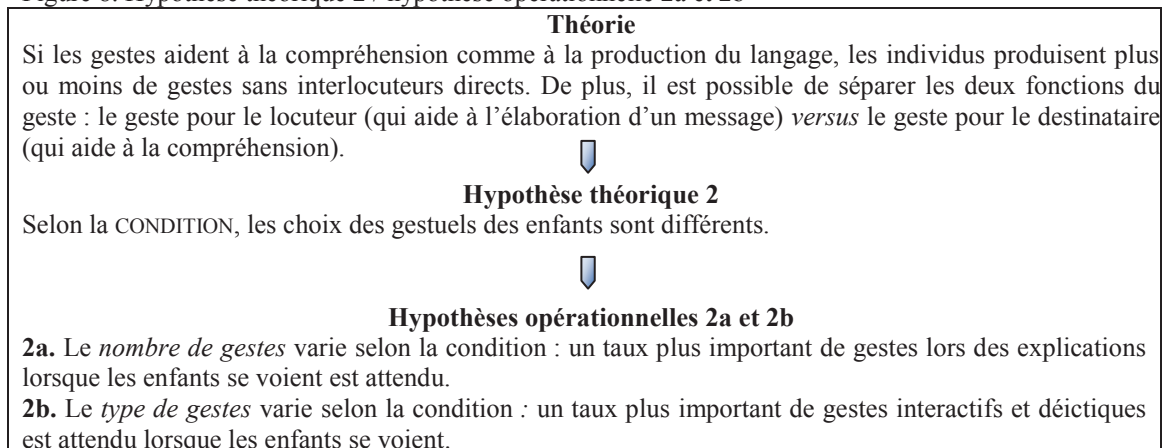 Figure 6. Hypothèse théorique 2 : hypothèse opérationnelle 2a et 2b
Théorie
Si les gestes aident à la compréhension comme à la production du langage, les individus produisent plus
ou moins de gestes sans interlocuteurs directs. De plus, il est possible de séparer les deux fonctions du
geste : le geste pour le locuteur (qui aide à l’élaboration d’un message) versus le geste pour le destinataire
(qui aide à la compréhension).
Hypothèse théorique 2
Selon la CONDITION, les choix des gestuels des enfants sont différents.
Hypothèses opérationnelles 2a et 2b
2a. Le nombre de gestes varie selon la condition : un taux plus important de gestes lors des explications
lorsque les enfants se voient est attendu.
2b. Le type de gestes varie selon la condition : un taux plus important de gestes interactifs et déictiques
est attendu lorsque les enfants se voient.